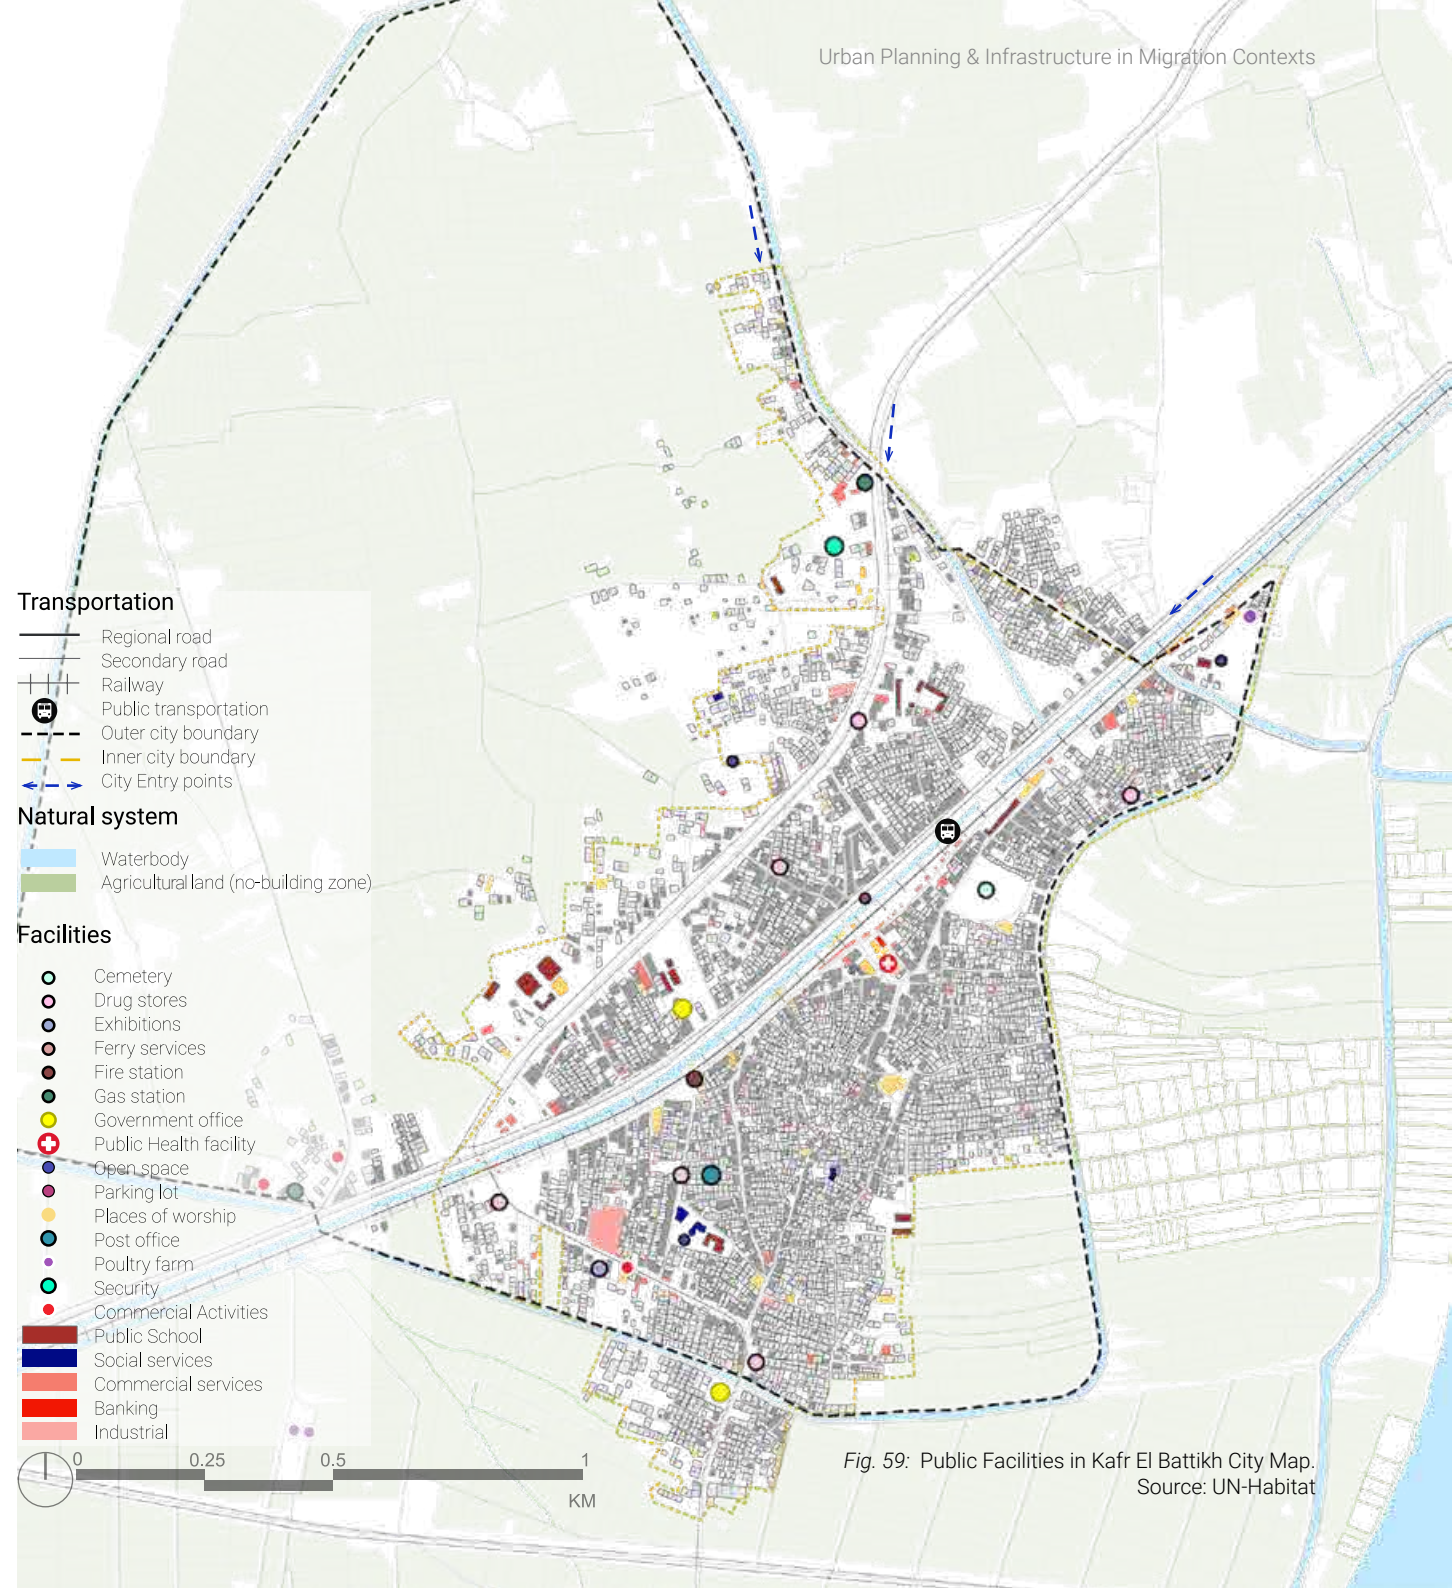 Urban Planning & Infrastructure in Migration Contexts
Transportation
Regional road
Secondary road
Railway
Public transportation
Outer city boundary
Inner city boundary
City Entry points
Natural system
Waterbody
Agricultural land (no-building zone)
Facilities
Cemetery
Drug stores
Exhibitions
Ferry services
Fire station
Gas station
Government office
Public Health facility
Open space
Parking lot
Places of worship
Post office
Poultry farm
Security
Commercial Activities
Public School
Social services
Commercial services
Banking
Industrial
0 0.25 0.5 1
KM
Fig. 59: Public Facilities in Kafr El Battikh City Map.
Source: UN-Habitat